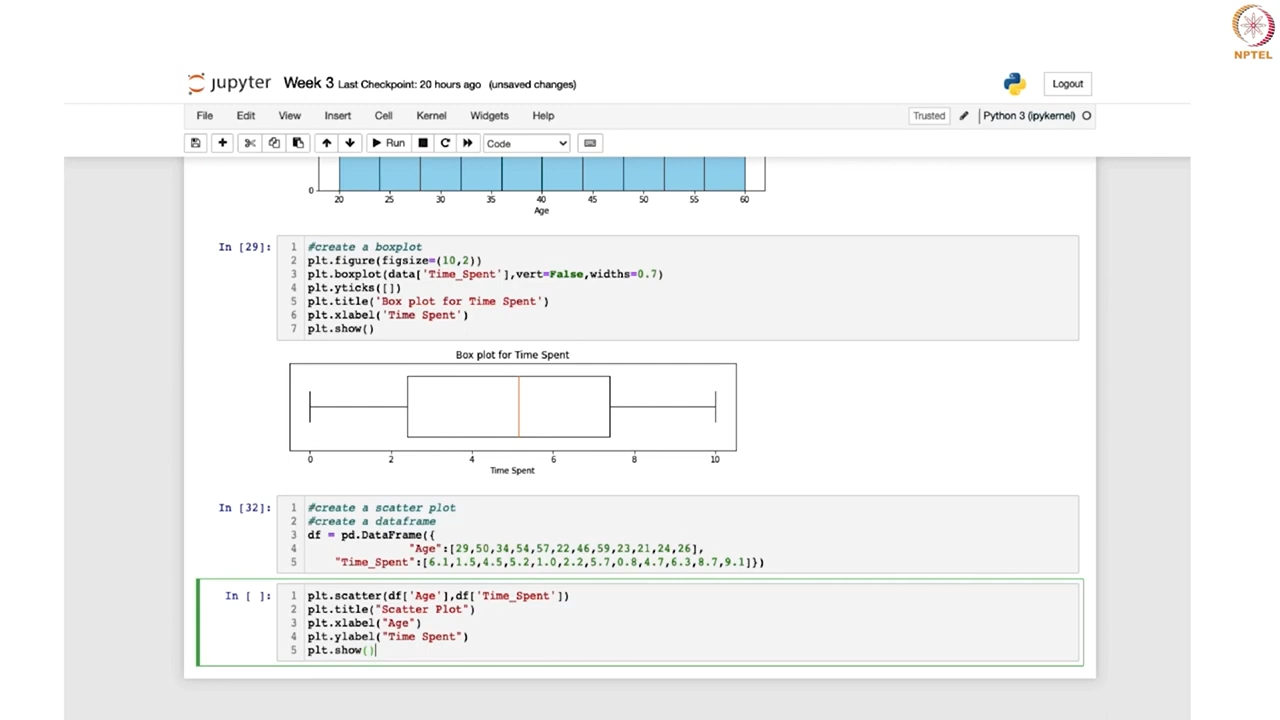 NPTEL
jupyter Week 3 Last Checkpoint: 20 hours ago (unsaved changes)
Logout
File Edit View Insert Cell Kernel Widgets Help
Trusted Python 3 (ipykernel)
Run Code
0
20 25 30 35 40 45 50 55 60
Age
In [29]:
1 #create a boxplot
2 plt.figure(figsize=(10,2))
3 plt.boxplot(data['Time_Spent'],vert=False,widths=0.7)
4 plt.yticks([])
5 plt.title('Box plot for Time Spent')
6 plt.xlabel('Time Spent')
7 plt.show()
Box plot for Time Spent
0 2 4 6 8 10
Time Spent
In [32]:
1 #create a scatter plot
2 #create a dataframe
3 df = pd.DataFrame({
4 "Age":[29,50,34,54,57,22,46,59,23,21,24,26],
5 "Time_Spent":[6.1,1.5,4.5,5.2,1.0,2.2,5.7,0.8,4.7,6.3,8.7,9.1]})
In [ ]:
1 plt.scatter(df['Age'],df['Time_Spent'])
2 plt.title("Scatter Plot")
3 plt.xlabel("Age")
4 plt.ylabel("Time Spent")
5 plt.show()